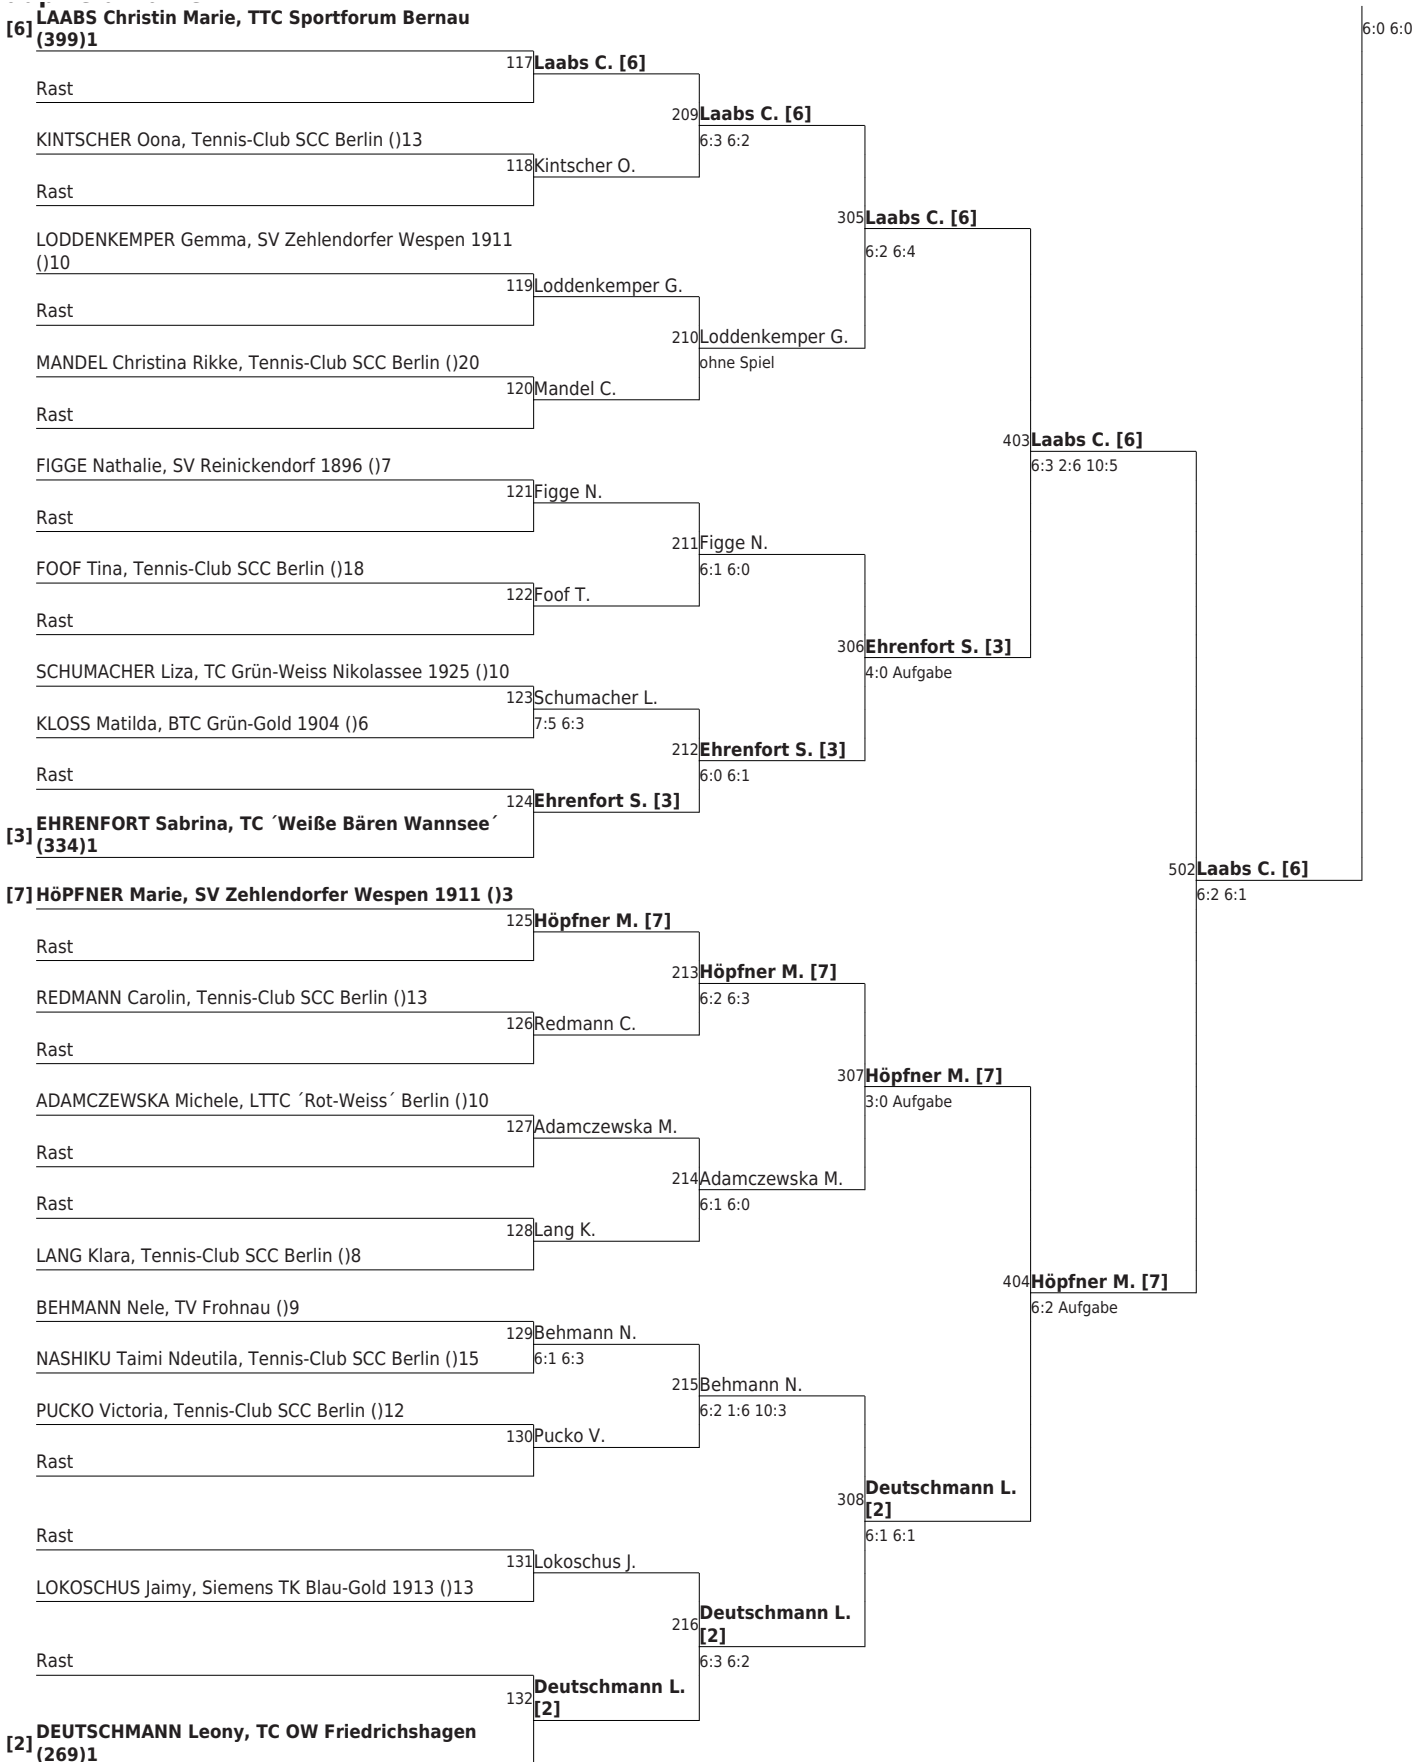 6:0 6:0
[6] LAABS Christin Marie, TTC Sportforum Bernau
(399)1
117 Laabs C. [6]
Rast
209 Laabs C. [6]
6:3 6:2
KINTSCHER Oona, Tennis-Club SCC Berlin ()13
118 Kintscher O.
Rast
305 Laabs C. [6]
6:2 6:4
LODDENKEMPER Gemma, SV Zehlendorfer Wespen 1911
()10
119 Loddenkemper G.
Rast
210 Loddenkemper G.
ohne Spiel
MANDEL Christina Rikke, Tennis-Club SCC Berlin ()20
120 Mandel C.
Rast
403 Laabs C. [6]
6:3 2:6 10:5
FIGGE Nathalie, SV Reinickendorf 1896 ()7
121 Figge N.
Rast
211 Figge N.
6:1 6:0
FOOF Tina, Tennis-Club SCC Berlin ()18
122 Foof T.
Rast
306 Ehrenfort S. [3]
4:0 Aufgabe
SCHUMACHER Liza, TC Grün-Weiss Nikolassee 1925 ()10
123 Schumacher L.
7:5 6:3
KLOSS Matilda, BTC Grün-Gold 1904 ()6
212 Ehrenfort S. [3]
6:0 6:1
Rast
124 Ehrenfort S. [3]
[3] EHRENFORT Sabrina, TC ´Weiße Bären Wannsee´
(334)1
502 Laabs C. [6]
6:2 6:1
[7] HöPFNER Marie, SV Zehlendorfer Wespen 1911 ()3
125 Höpfner M. [7]
Rast
213 Höpfner M. [7]
6:2 6:3
REDMANN Carolin, Tennis-Club SCC Berlin ()13
126 Redmann C.
Rast
307 Höpfner M. [7]
3:0 Aufgabe
ADAMCZEWSKA Michele, LTTC ´Rot-Weiss´ Berlin ()10
127 Adamczewska M.
Rast
214 Adamczewska M.
6:1 6:0
Rast
128 Lang K.
LANG Klara, Tennis-Club SCC Berlin ()8
404 Höpfner M. [7]
6:2 Aufgabe
BEHMANN Nele, TV Frohnau ()9
129 Behmann N.
6:1 6:3
NASHIKU Taimi Ndeutila, Tennis-Club SCC Berlin ()15
215 Behmann N.
6:2 1:6 10:3
PUCKO Victoria, Tennis-Club SCC Berlin ()12
130 Pucko V.
Rast
308 Deutschmann L.
[2]
6:1 6:1
Rast
131 Lokoschus J.
LOKOSCHUS Jaimy, Siemens TK Blau-Gold 1913 ()13
216 Deutschmann L.
[2]
6:3 6:2
Rast
132 Deutschmann L.
[2]
[2] DEUTSCHMANN Leony, TC OW Friedrichshagen
(269)1